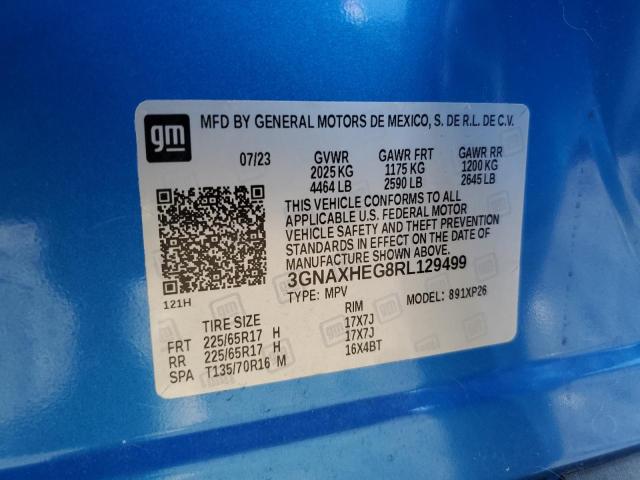 gm
MFD BY GENERAL MOTORS DE MEXICO, S. DE R.L. DE C.V.
07/23 GVWR GAWR FRT GAWR RR
2025 KG 1175 KG 1200 KG
4464 LB 2590 LB 2645 LB
THIS VEHICLE CONFORMS TO ALL
APPLICABLE U.S. FEDERAL MOTOR
VEHICLE SAFETY AND THEFT PREVENTION
STANDARDS IN EFFECT ON THE DATE OF
MANUFACTURE SHOWN ABOVE.
3GNAXHEG8RL129499
121H
TYPE: MPV MODEL: 891XP26
TIRE SIZE RIM
FRT 225/65R17 H 17X7J
RR 225/65R17 H 17X7J
SPA T135/70R16 M 16X4BT